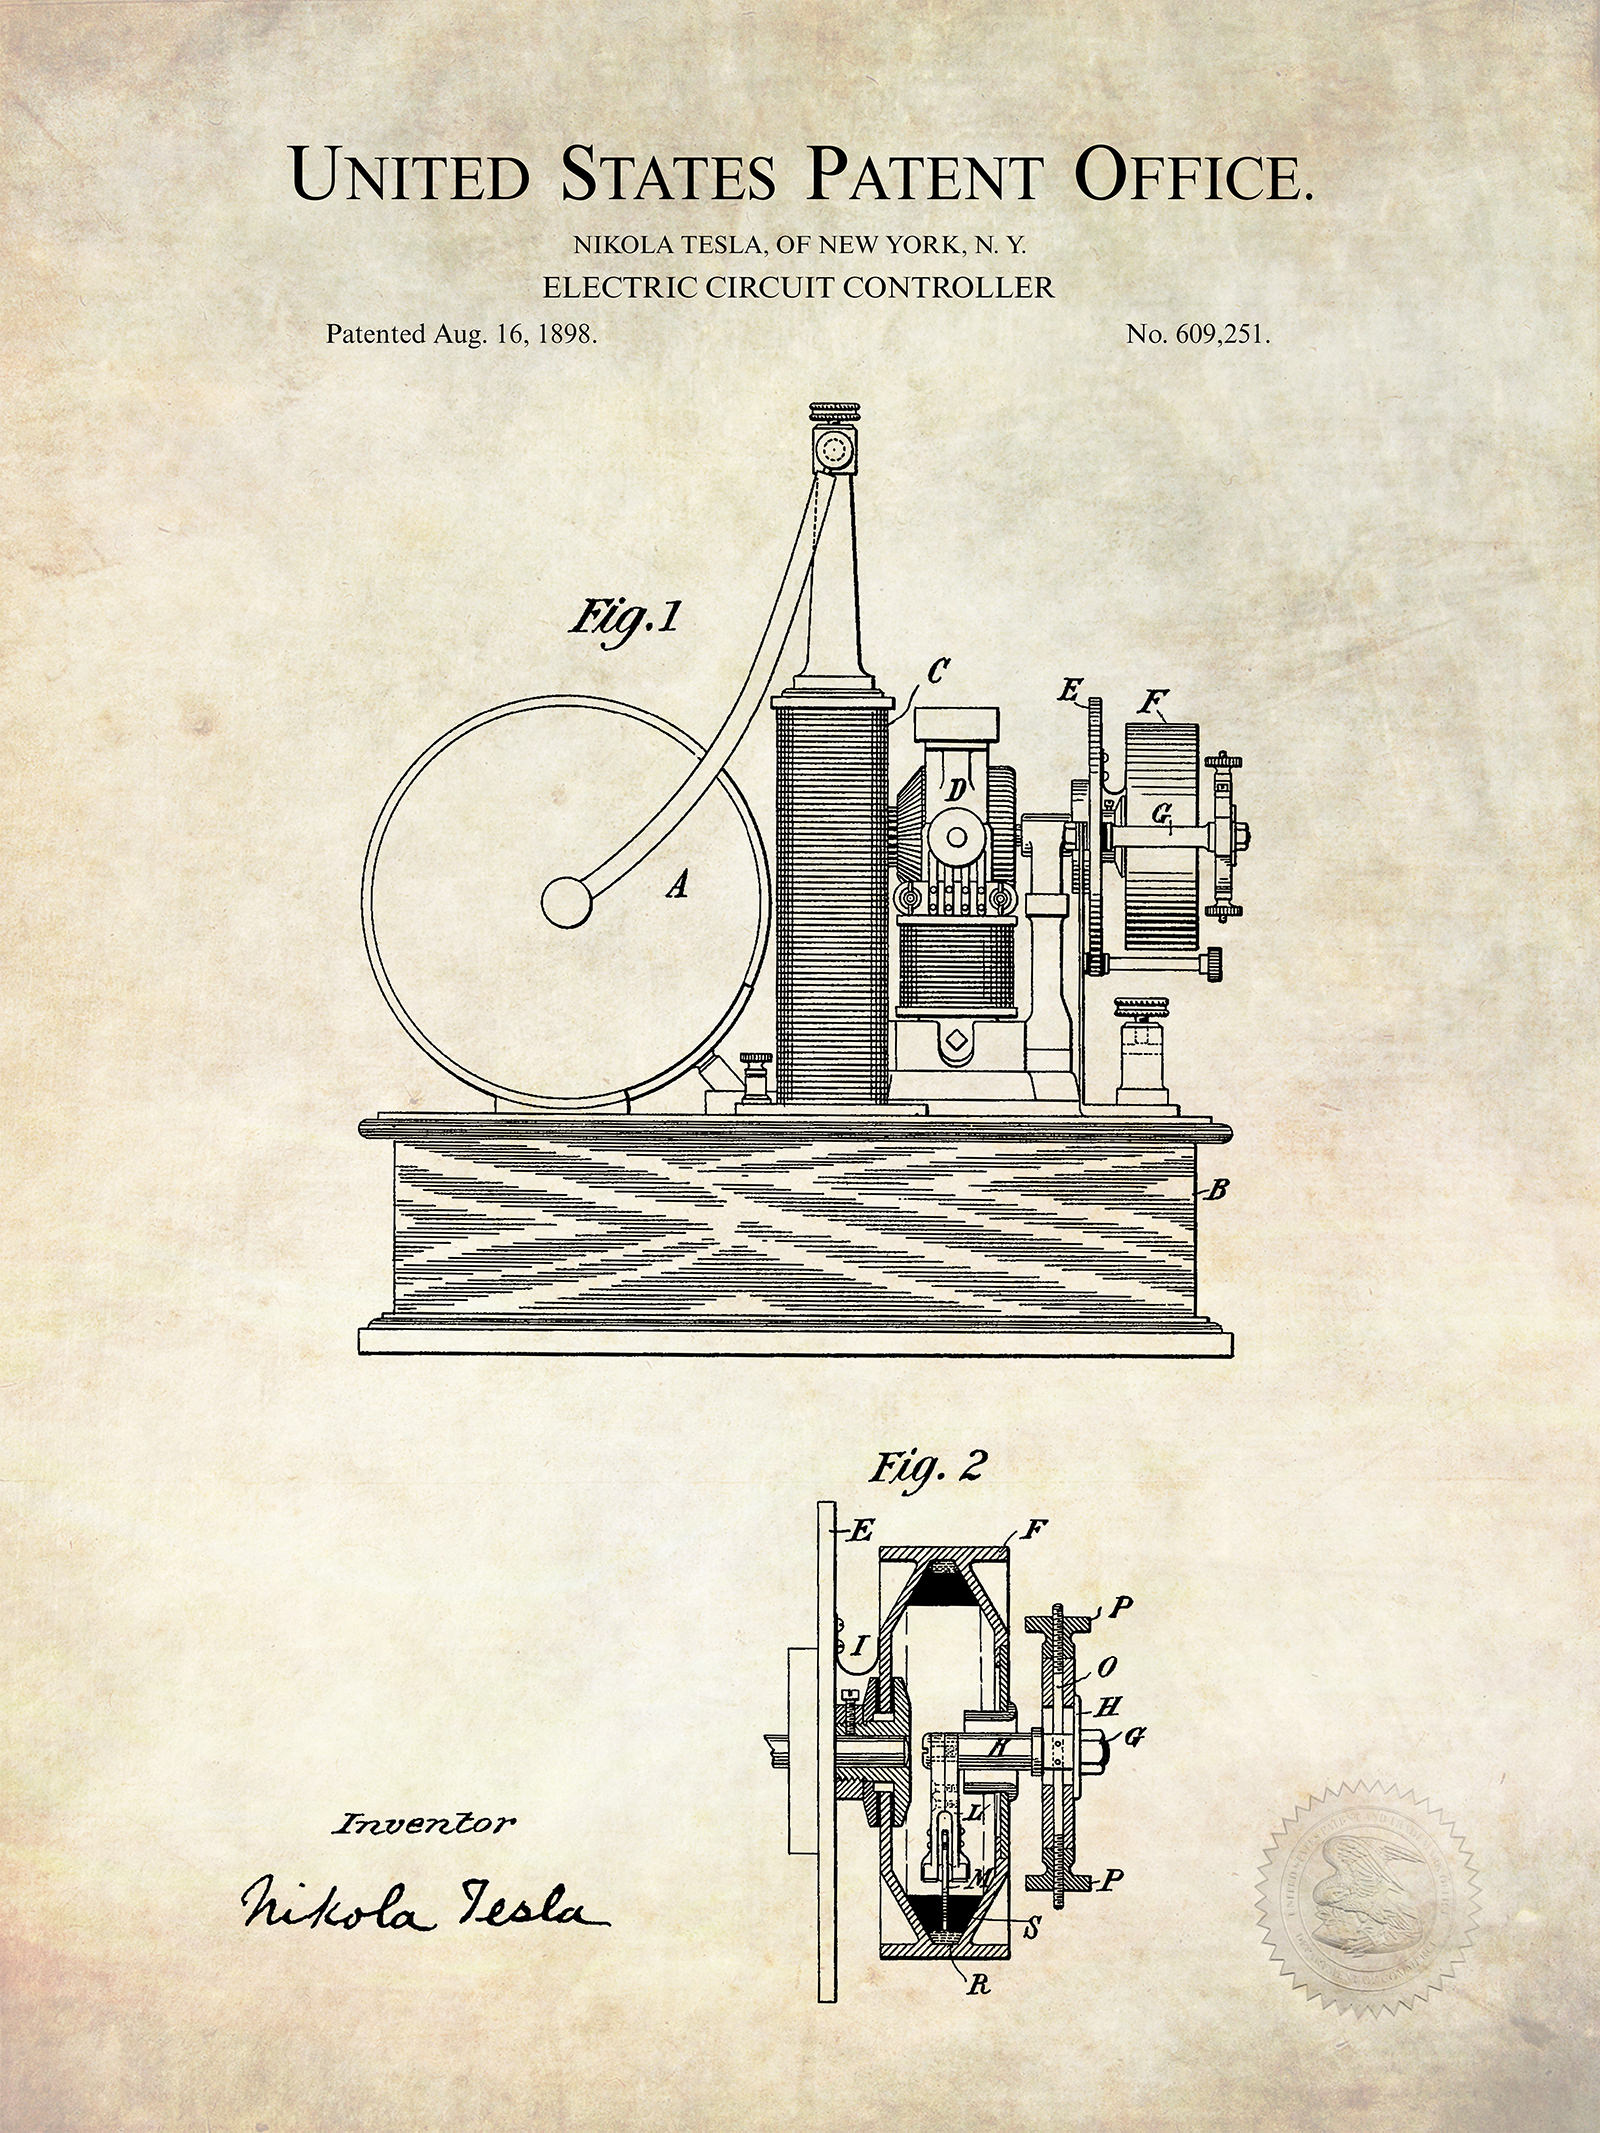 UNITED STATES PATENT OFFICE.
NIKOLA TESLA, OF NEW YORK, N. Y.
ELECTRIC CIRCUIT CONTROLLER
Patented Aug. 16, 1898. No. 609,251.
Fig.1
C
E
F
D
G
A
B
Fig. 2
E
F
P
I
O
H
G
H
L
M
P
S
R
Inventor
Nikola Tesla